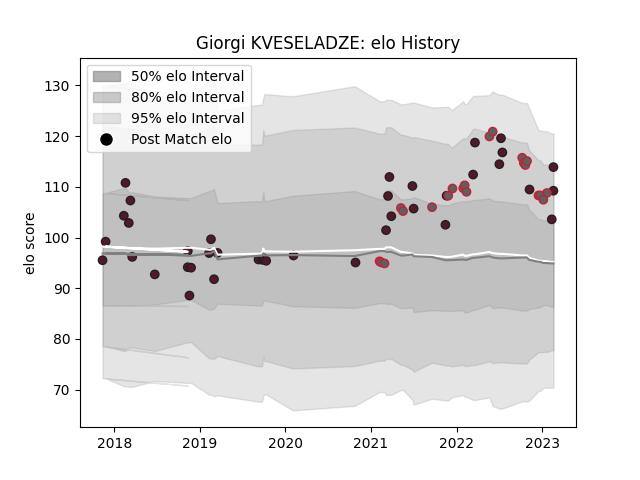 Giorgi KVESELADZE: elo History
50% elo Interval
80% elo Interval
95% elo Interval
Post Match elo
elo score
130
120
110
100
90
80
70
2018 2019 2020 2021 2022 2023